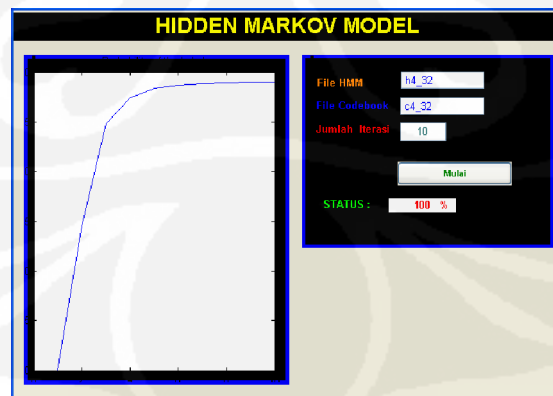 HIDDEN MARKOV MODEL
File HMM h4_32
File Codebook c4_32
Jumlah Iterasi 10
Mulai
STATUS : 100 %